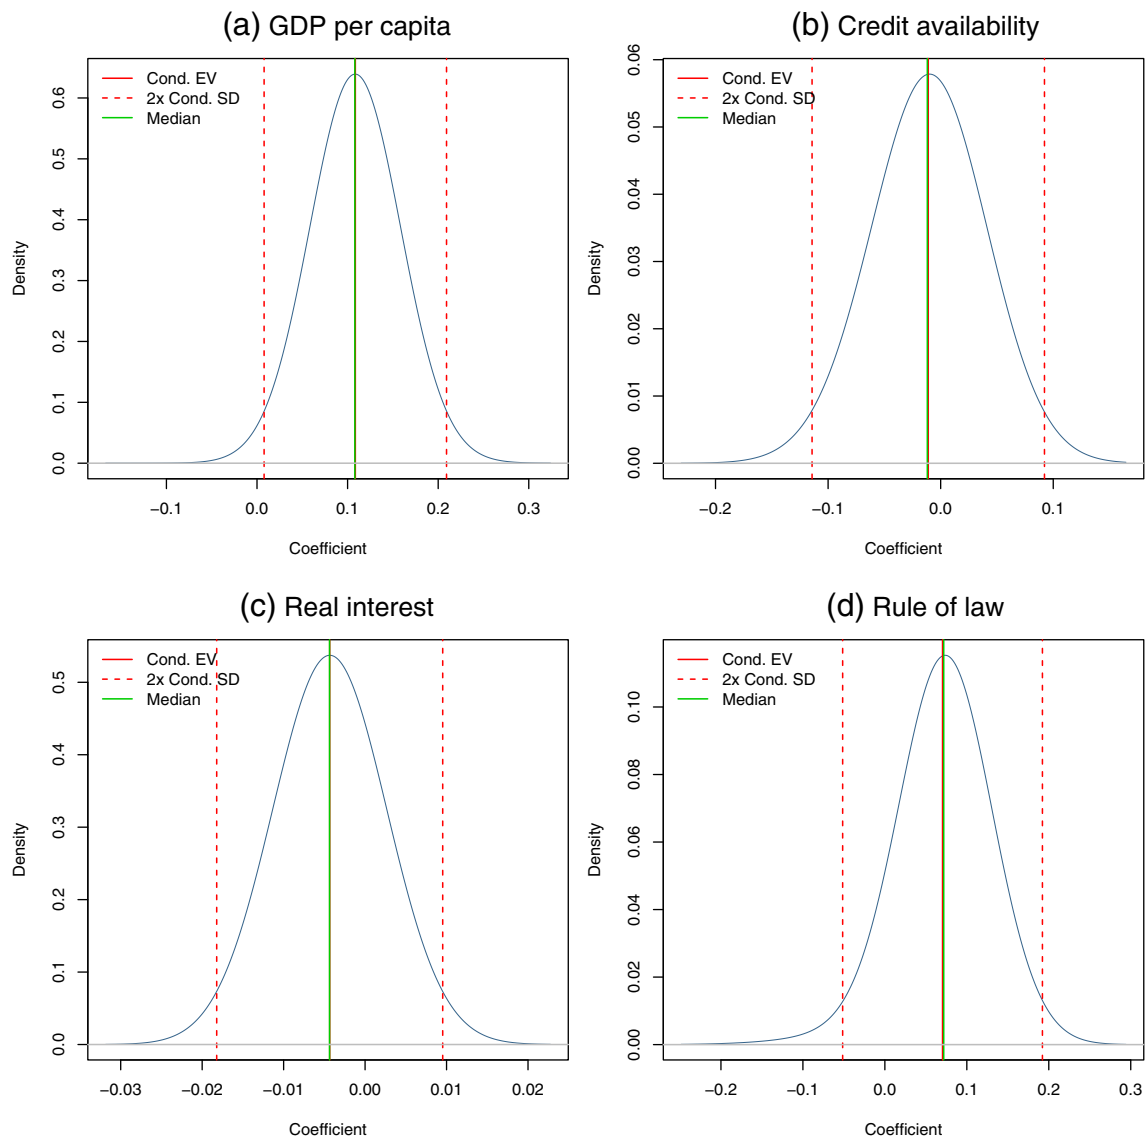 (a) GDP per capita
Cond. EV
2x Cond. SD
Median
Density
0.0 0.1 0.2 0.3 0.4 0.5 0.6
−0.1 0.0 0.1 0.2 0.3
Coefficient
(b) Credit availability
Cond. EV
2x Cond. SD
Median
Density
0.00 0.01 0.02 0.03 0.04 0.05 0.06
−0.2 −0.1 0.0 0.1
Coefficient
(c) Real interest
Cond. EV
2x Cond. SD
Median
Density
0.0 0.1 0.2 0.3 0.4 0.5
−0.03 −0.02 −0.01 0.00 0.01 0.02
Coefficient
(d) Rule of law
Cond. EV
2x Cond. SD
Median
Density
0.00 0.02 0.04 0.06 0.08 0.10
−0.2 −0.1 0.0 0.1 0.2 0.3
Coefficient